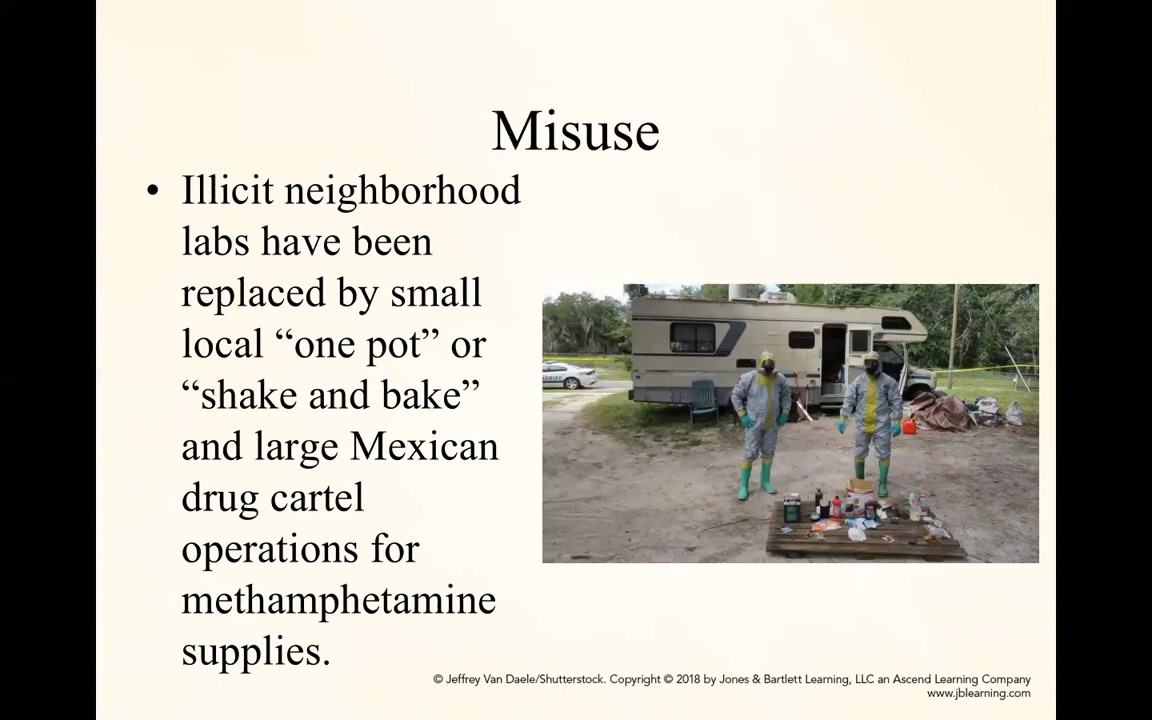 Misuse
• Illicit neighborhood
labs have been
replaced by small
local “one pot” or
“shake and bake”
and large Mexican
drug cartel
operations for
methamphetamine
supplies.
© Jeffrey Van Daele/Shutterstock. Copyright © 2018 by Jones & Bartlett Learning, LLC an Ascend Learning Company
www.jblearning.com